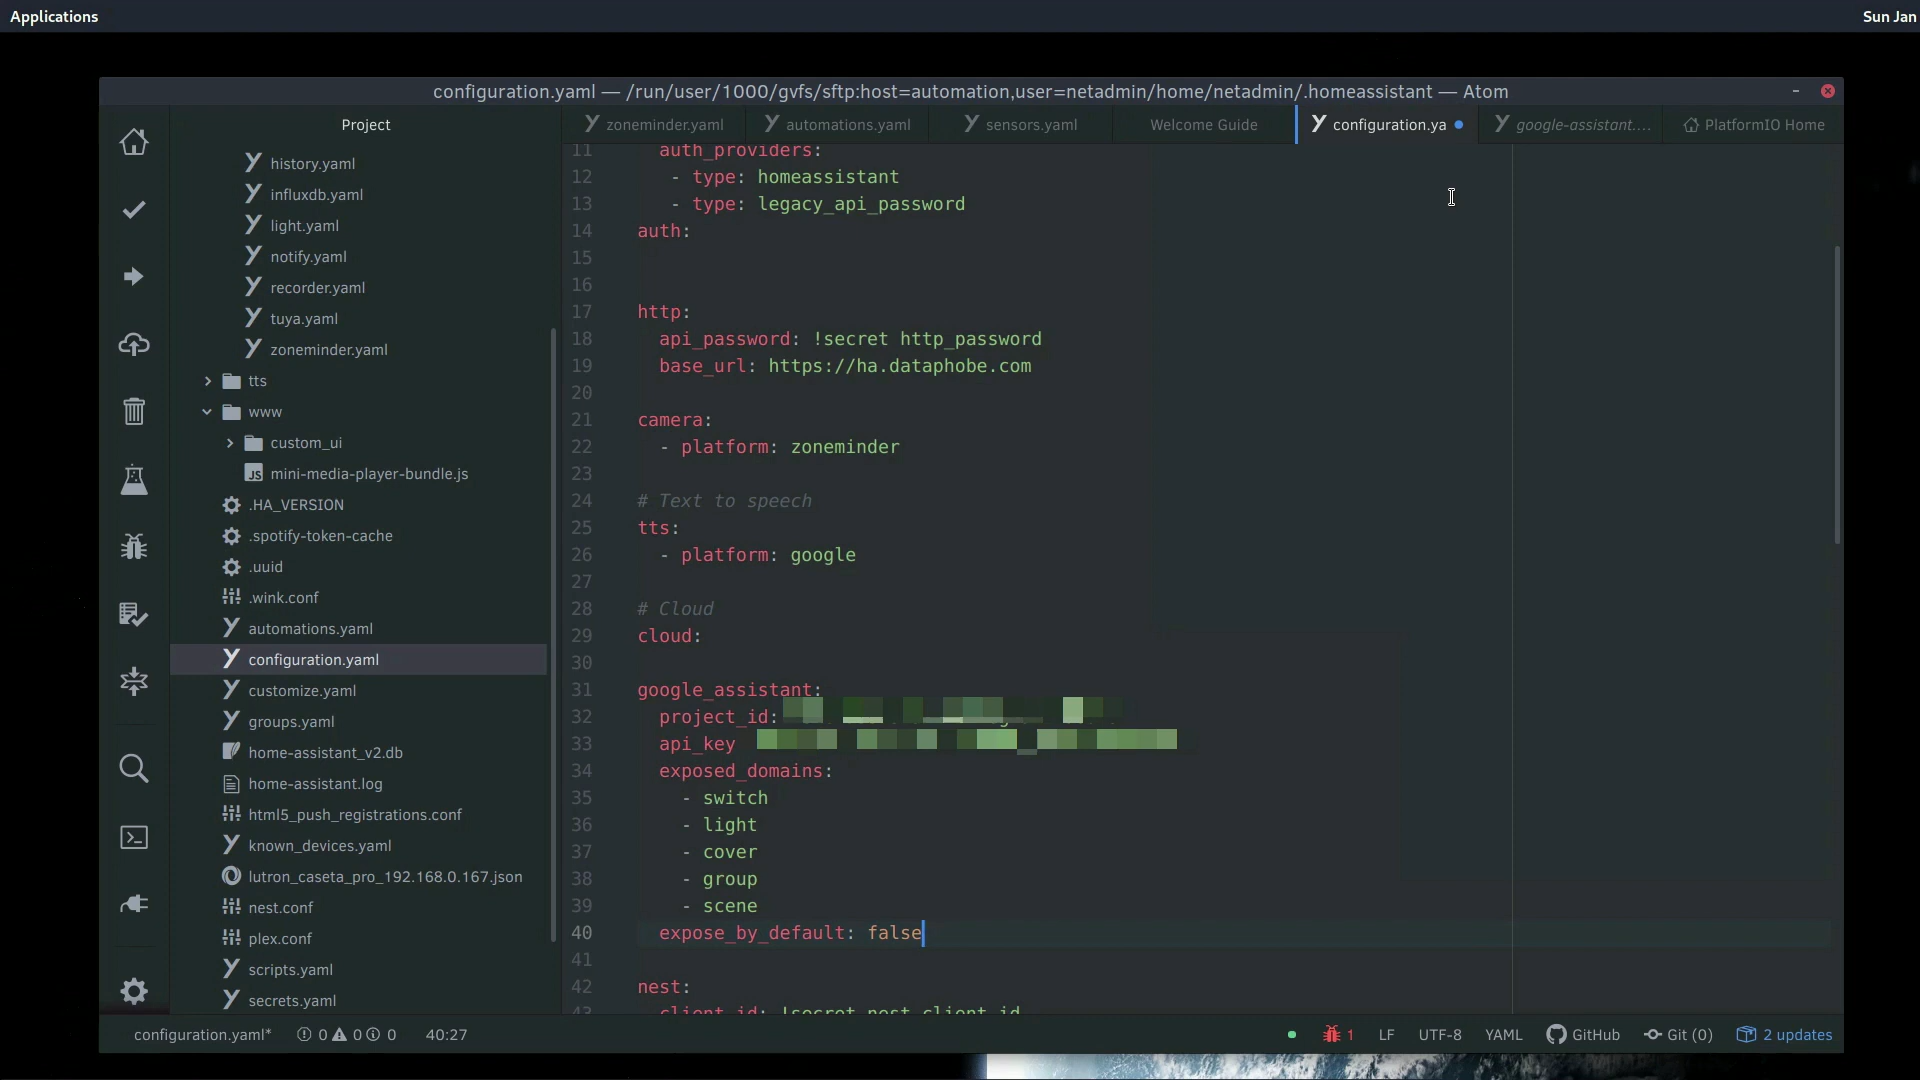 Applications
Sun Jan
configuration.yaml — /run/user/1000/gvfs/sftp:host=automation,user=netadmin/home/netadmin/.homeassistant — Atom
Project
zoneminder.yaml
automations.yaml
sensors.yaml
Welcome Guide
configuration.ya
google-assistant....
PlatformIO Home
history.yaml
influxdb.yaml
light.yaml
notify.yaml
recorder.yaml
tuya.yaml
zoneminder.yaml
tts
www
custom_ui
mini-media-player-bundle.js
.HA_VERSION
.spotify-token-cache
.uuid
.wink.conf
automations.yaml
configuration.yaml
customize.yaml
groups.yaml
home-assistant_v2.db
home-assistant.log
html5_push_registrations.conf
known_devices.yaml
lutron_caseta_pro_192.168.0.167.json
nest.conf
plex.conf
scripts.yaml
secrets.yaml
11 auth_providers:
12 - type: homeassistant
13 - type: legacy_api_password
14 auth:
15
16
17 http:
18 api_password: !secret http_password
19 base_url: https://ha.dataphobe.com
20
21 camera:
22 - platform: zoneminder
23
24 # Text to speech
25 tts:
26 - platform: google
27
28 # Cloud
29 cloud:
30
31 google_assistant:
32 project_id:
33 api_key
34 exposed_domains:
35 - switch
36 - light
37 - cover
38 - group
39 - scene
40 expose_by_default: false
41
42 nest:
43 client_id: !secret nest_client_id
configuration.yaml* 0 0 0 40:27
1 LF UTF-8 YAML GitHub Git (0) 2 updates